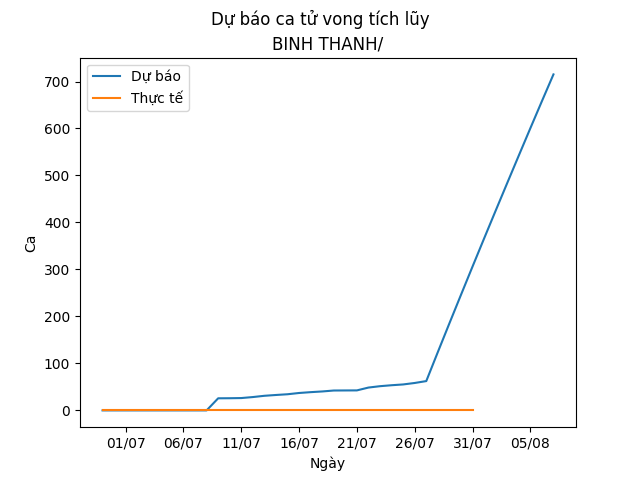 Dự báo ca tử vong tích lũy
BINH THANH/
Dự báo
Thực tế
700
600
500
400
300
200
100
0
Ca
01/07 06/07 11/07 16/07 21/07 26/07 31/07 05/08
Ngày